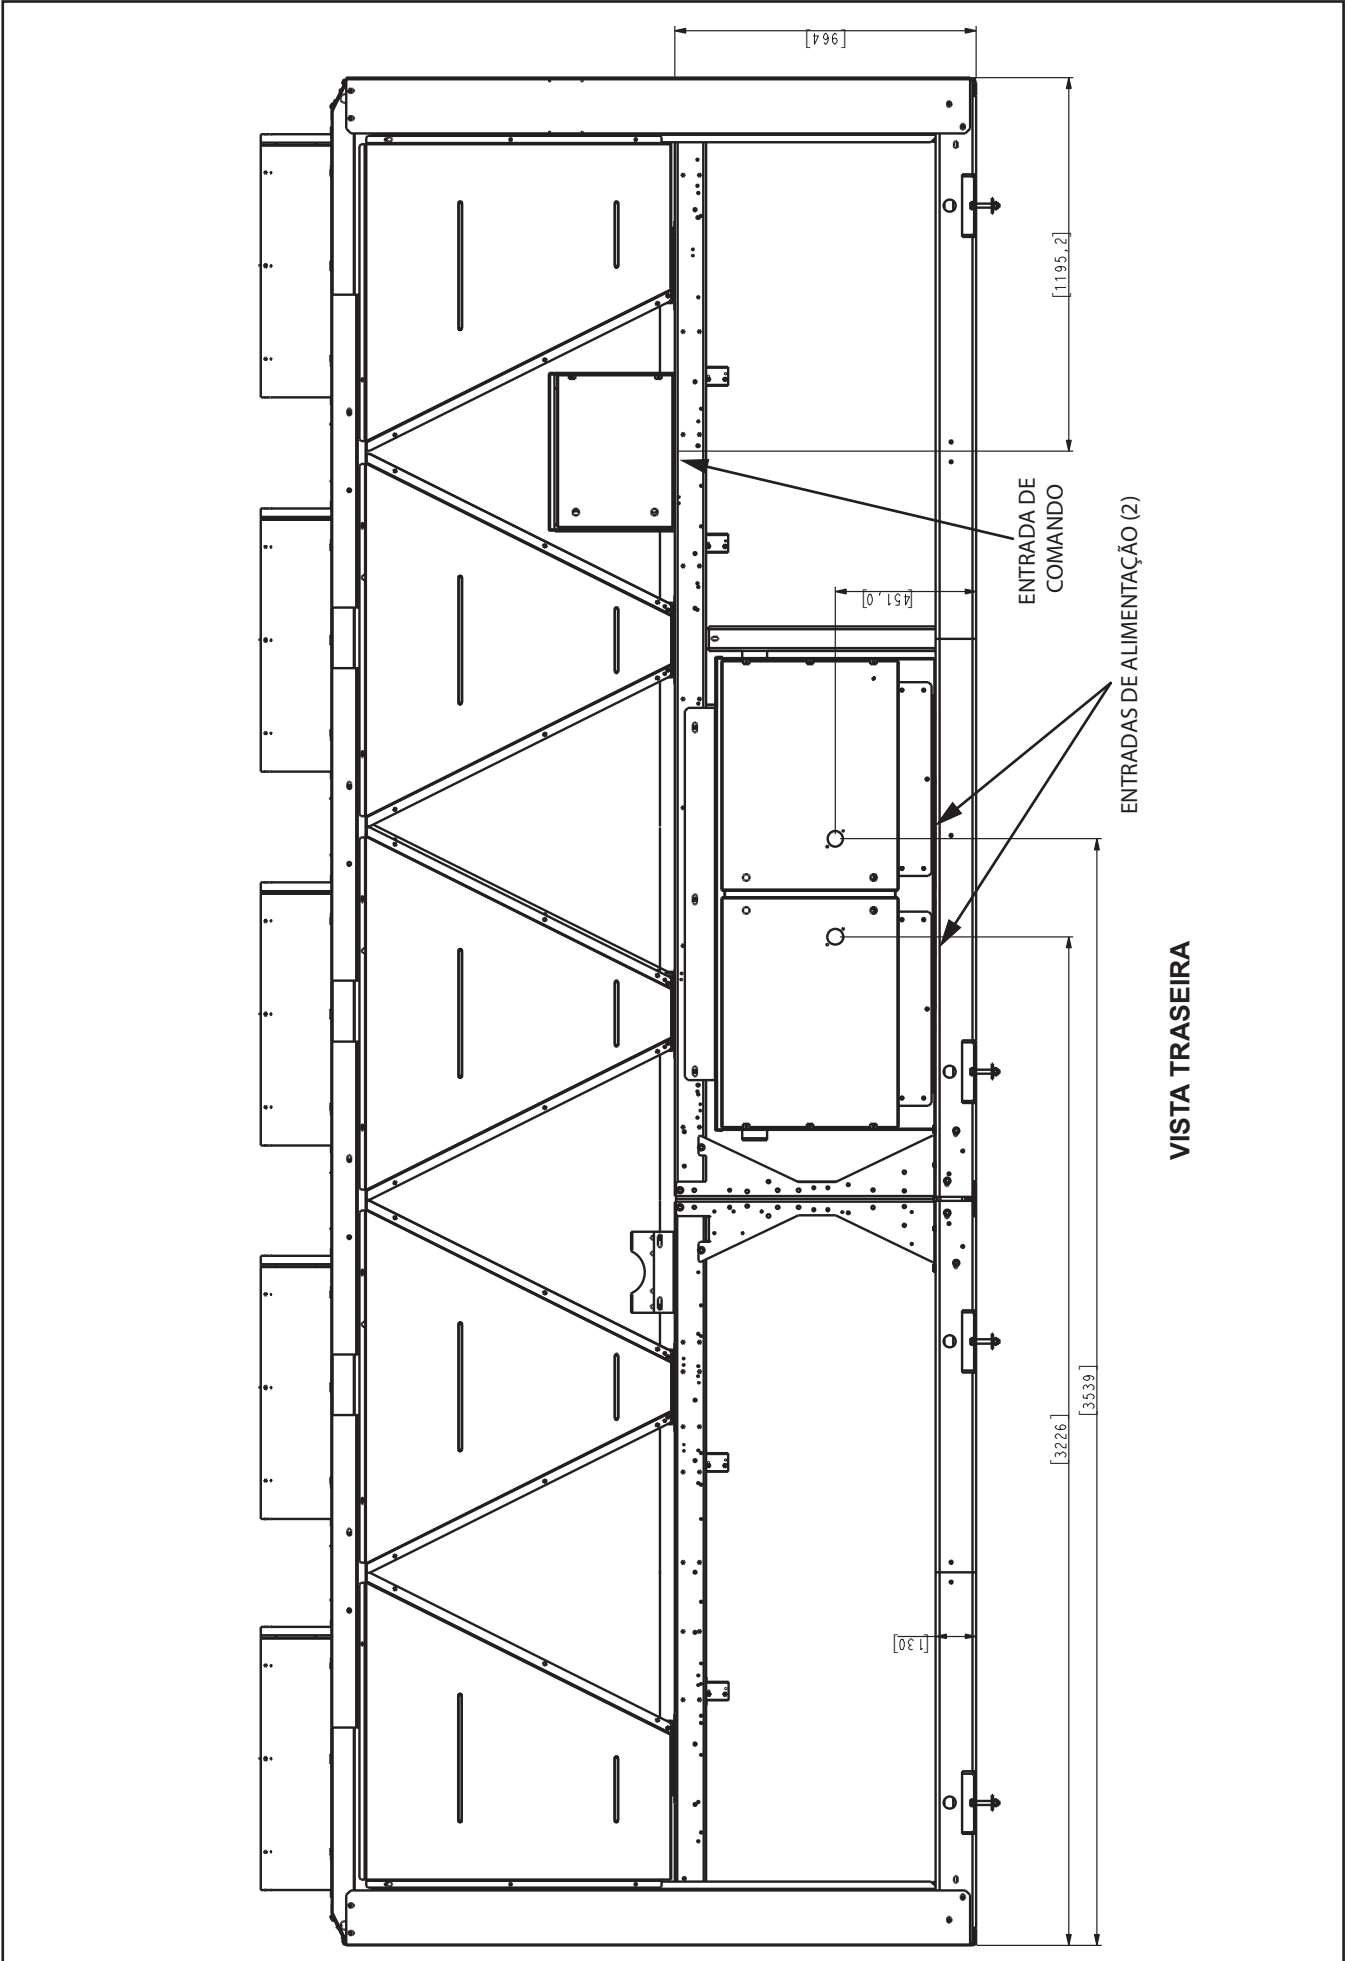 [964]
[1195,2]
ENTRADA DE
COMANDO
[451,0]
ENTRADAS DE ALIMENTAÇÃO (2)
[3539]
[3226]
[130]
VISTA TRASEIRA